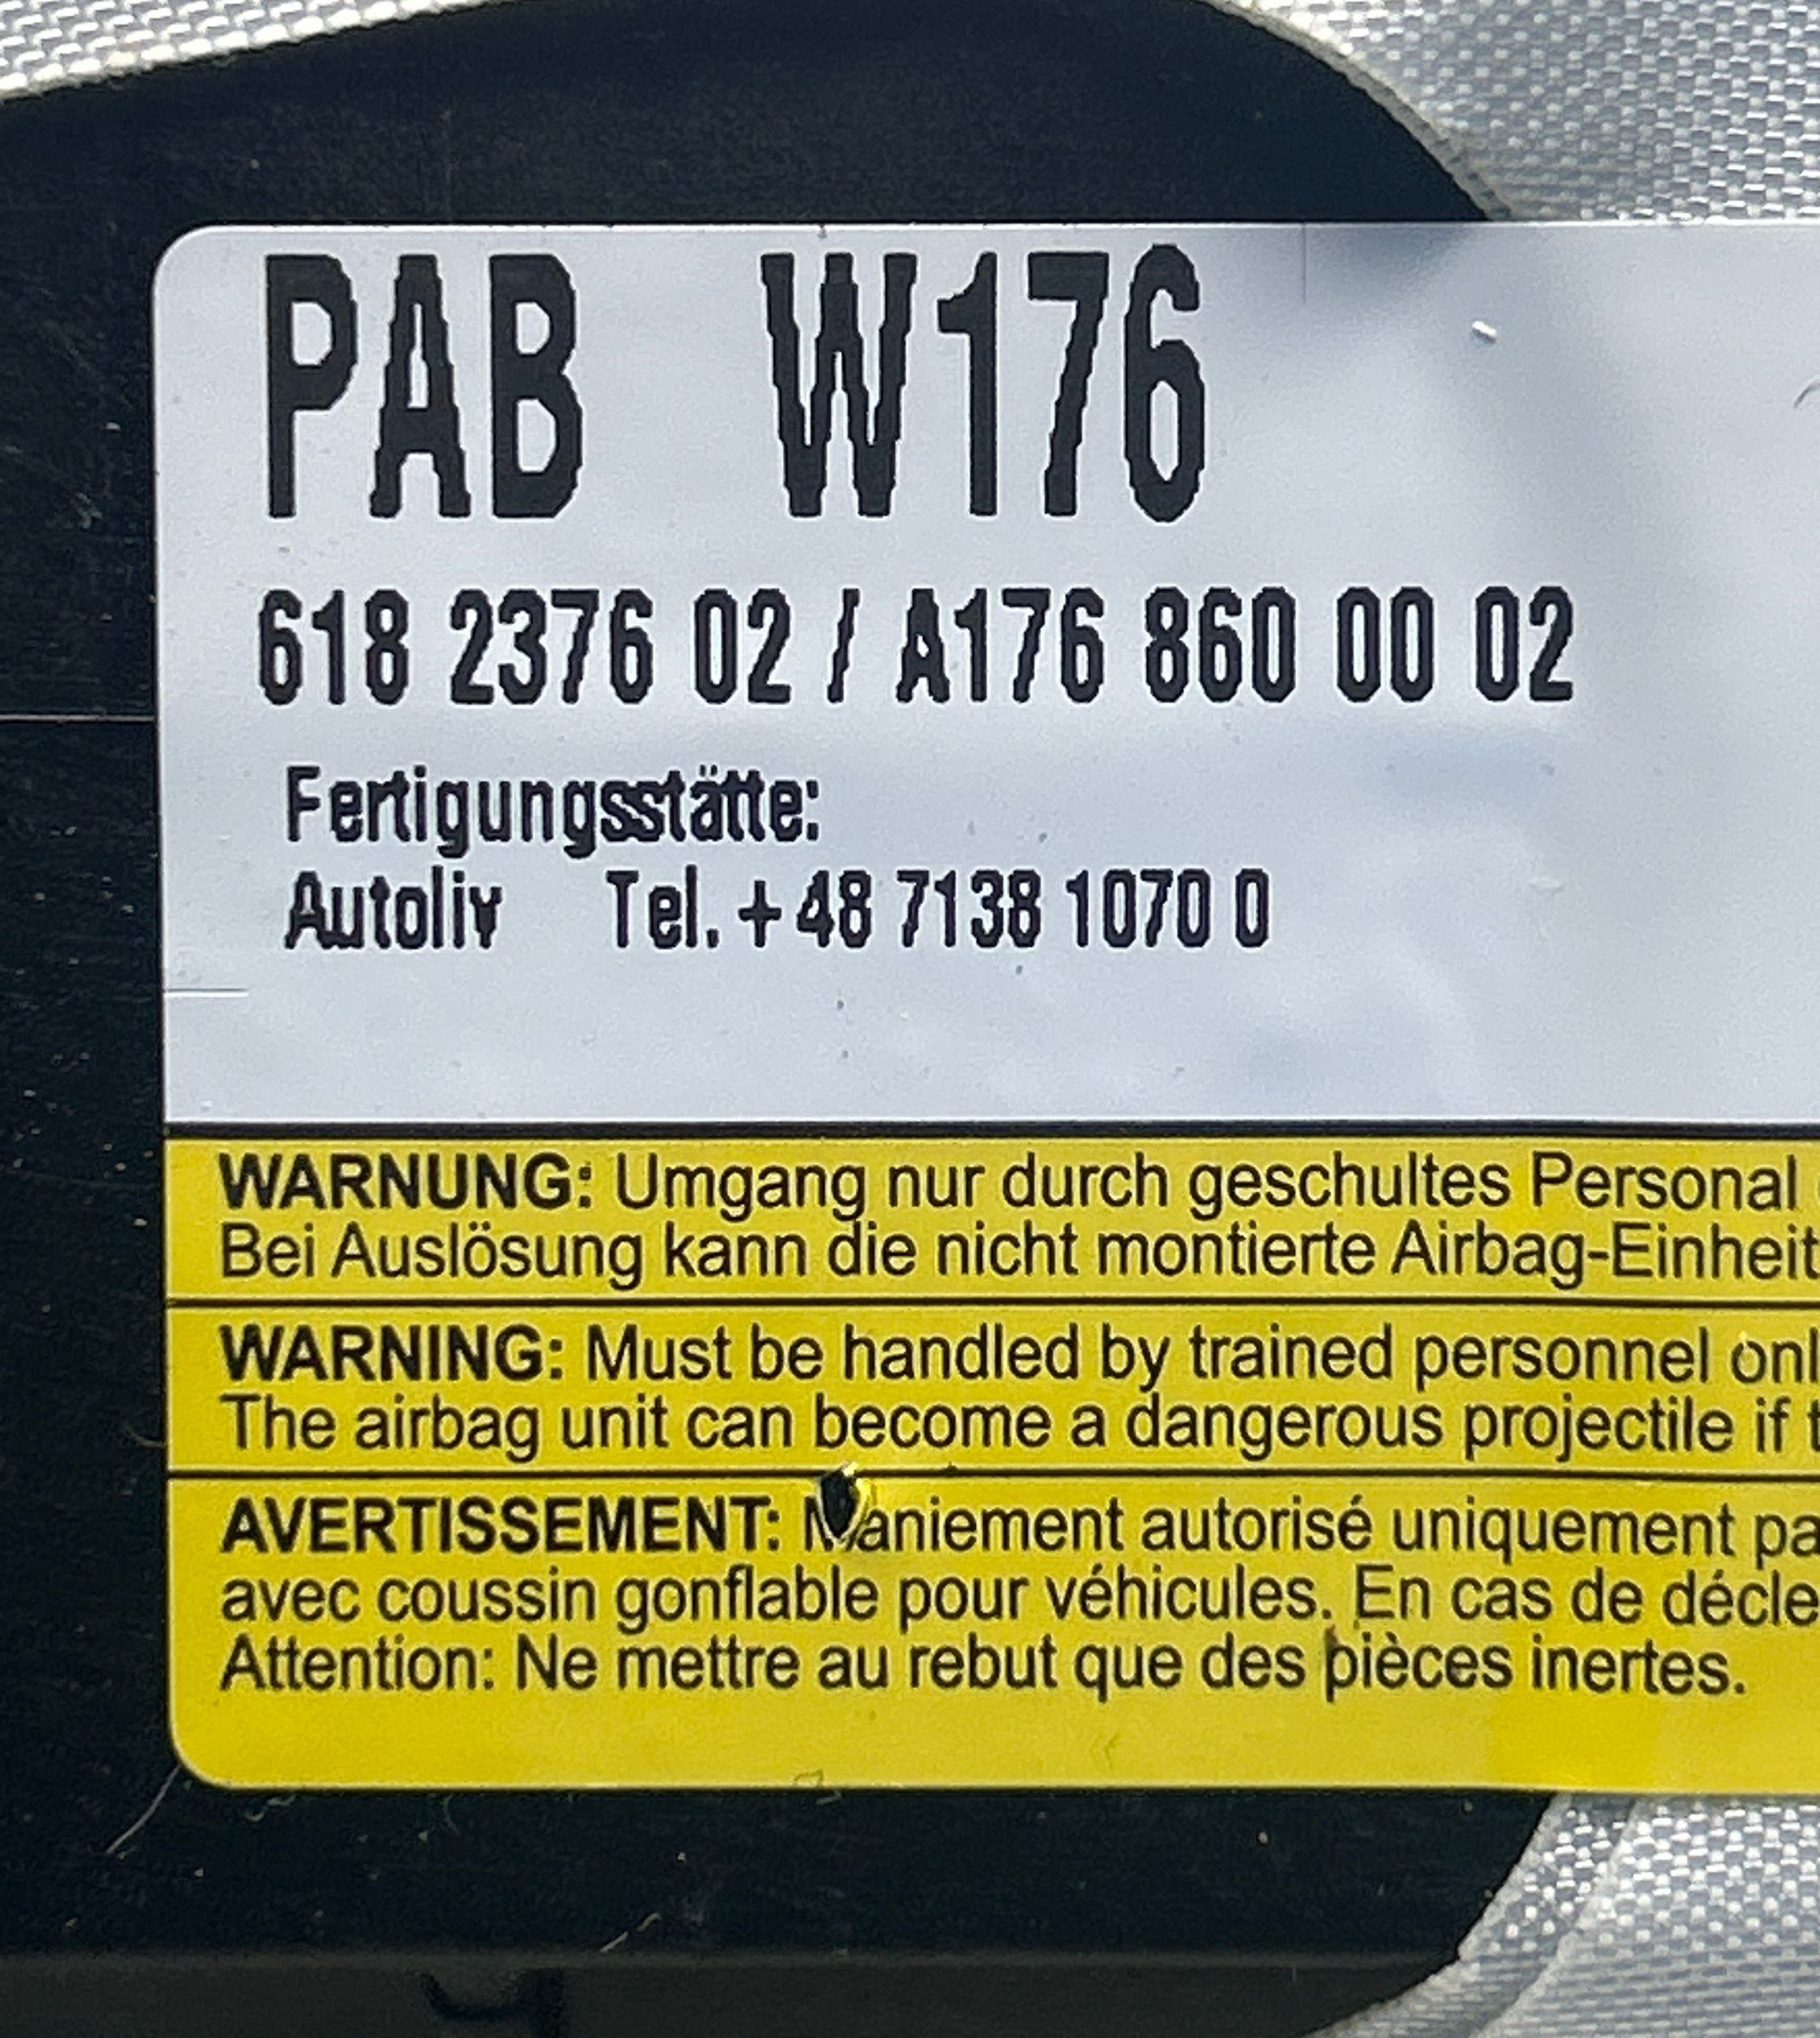 PAB W176
618 2376 02 / A176 860 00 02
Fertigungsstätte:
Autoliv Tel. +48 7138 1070 0
WARNUNG: Umgang nur durch geschultes Personal
Bei Auslösung kann die nicht montierte Airbag-Einheit
WARNING: Must be handled by trained personnel
The airbag unit can become a dangerous projectile if
AVERTISSEMENT: Maniement autorisé uniquement
avec coussin gonflable pour véhicules. En cas de
Attention: Ne mettre au rebut que des pièces inertes.